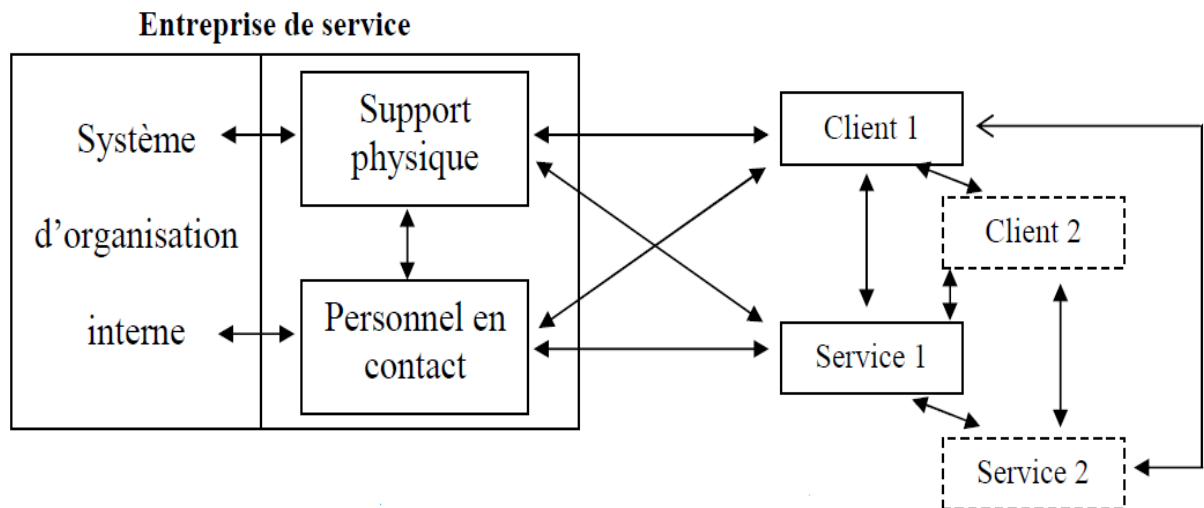 Entreprise de service
Système
d’organisation
interne
Support
physique
Personnel en
contact
Client 1
Client 2
Service 1
Service 2